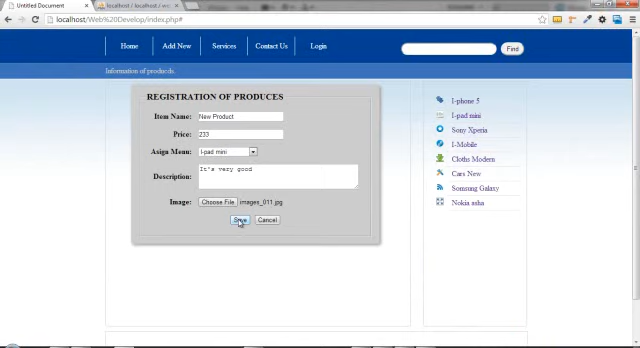 Untitled Document
localhost / localhost / wo
localhost/Web%20Develop/index.php#
Home Add New Services Contact Us Login
Find
Information of produces.
REGISTRATION OF PRODUCES
Item Name: New Product
Price: 233
Asign Menu: I-pad mini
Description: It's very good
Image: Choose File images_011.jpg
Save Cancel
I-phone 5
I-pad mini
Sony Xperia
I-Mobile
Cloths Modern
Cars New
Samsung Galaxy
Nokia asha